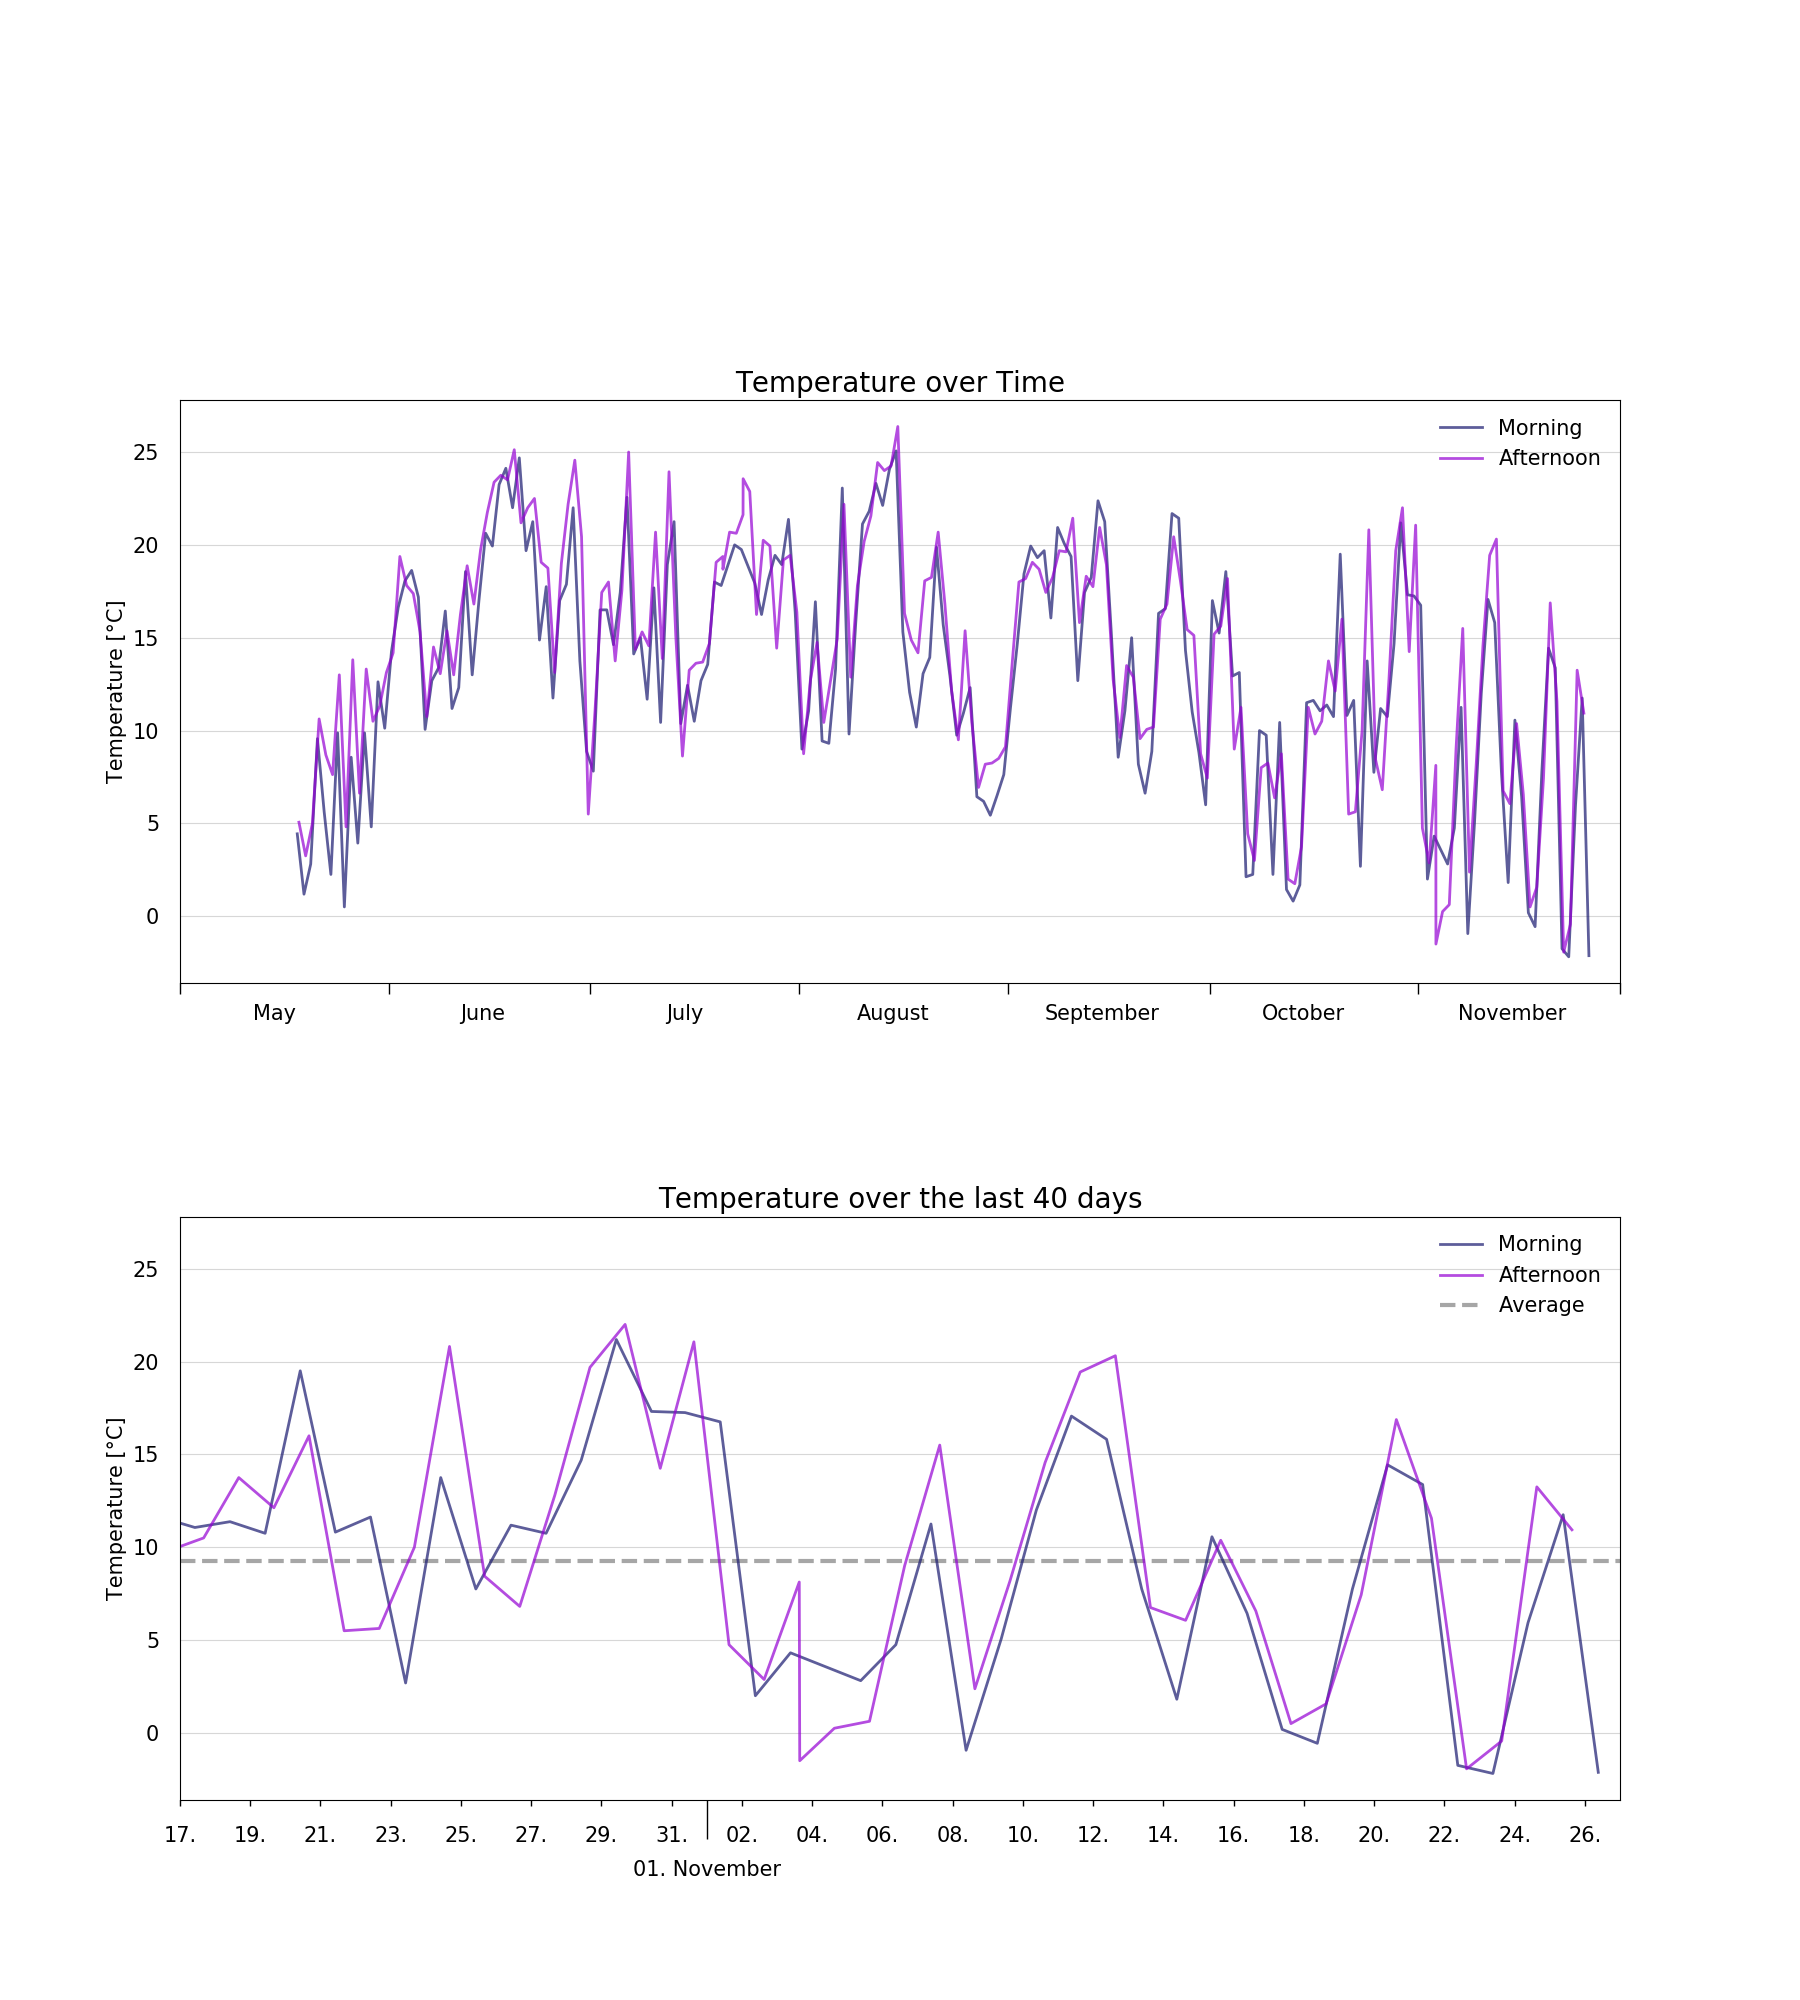 Temperature over Time
Temperature [°C]
25
20
15
10
5
0
Morning
Afternoon
May June July August September October November
Temperature over the last 40 days
Temperature [°C]
25
20
15
10
5
0
Morning
Afternoon
Average
17. 19. 21. 23. 25. 27. 29. 31. 02. 04. 06. 08. 10. 12. 14. 16. 18. 20. 22. 24. 26.
01. November